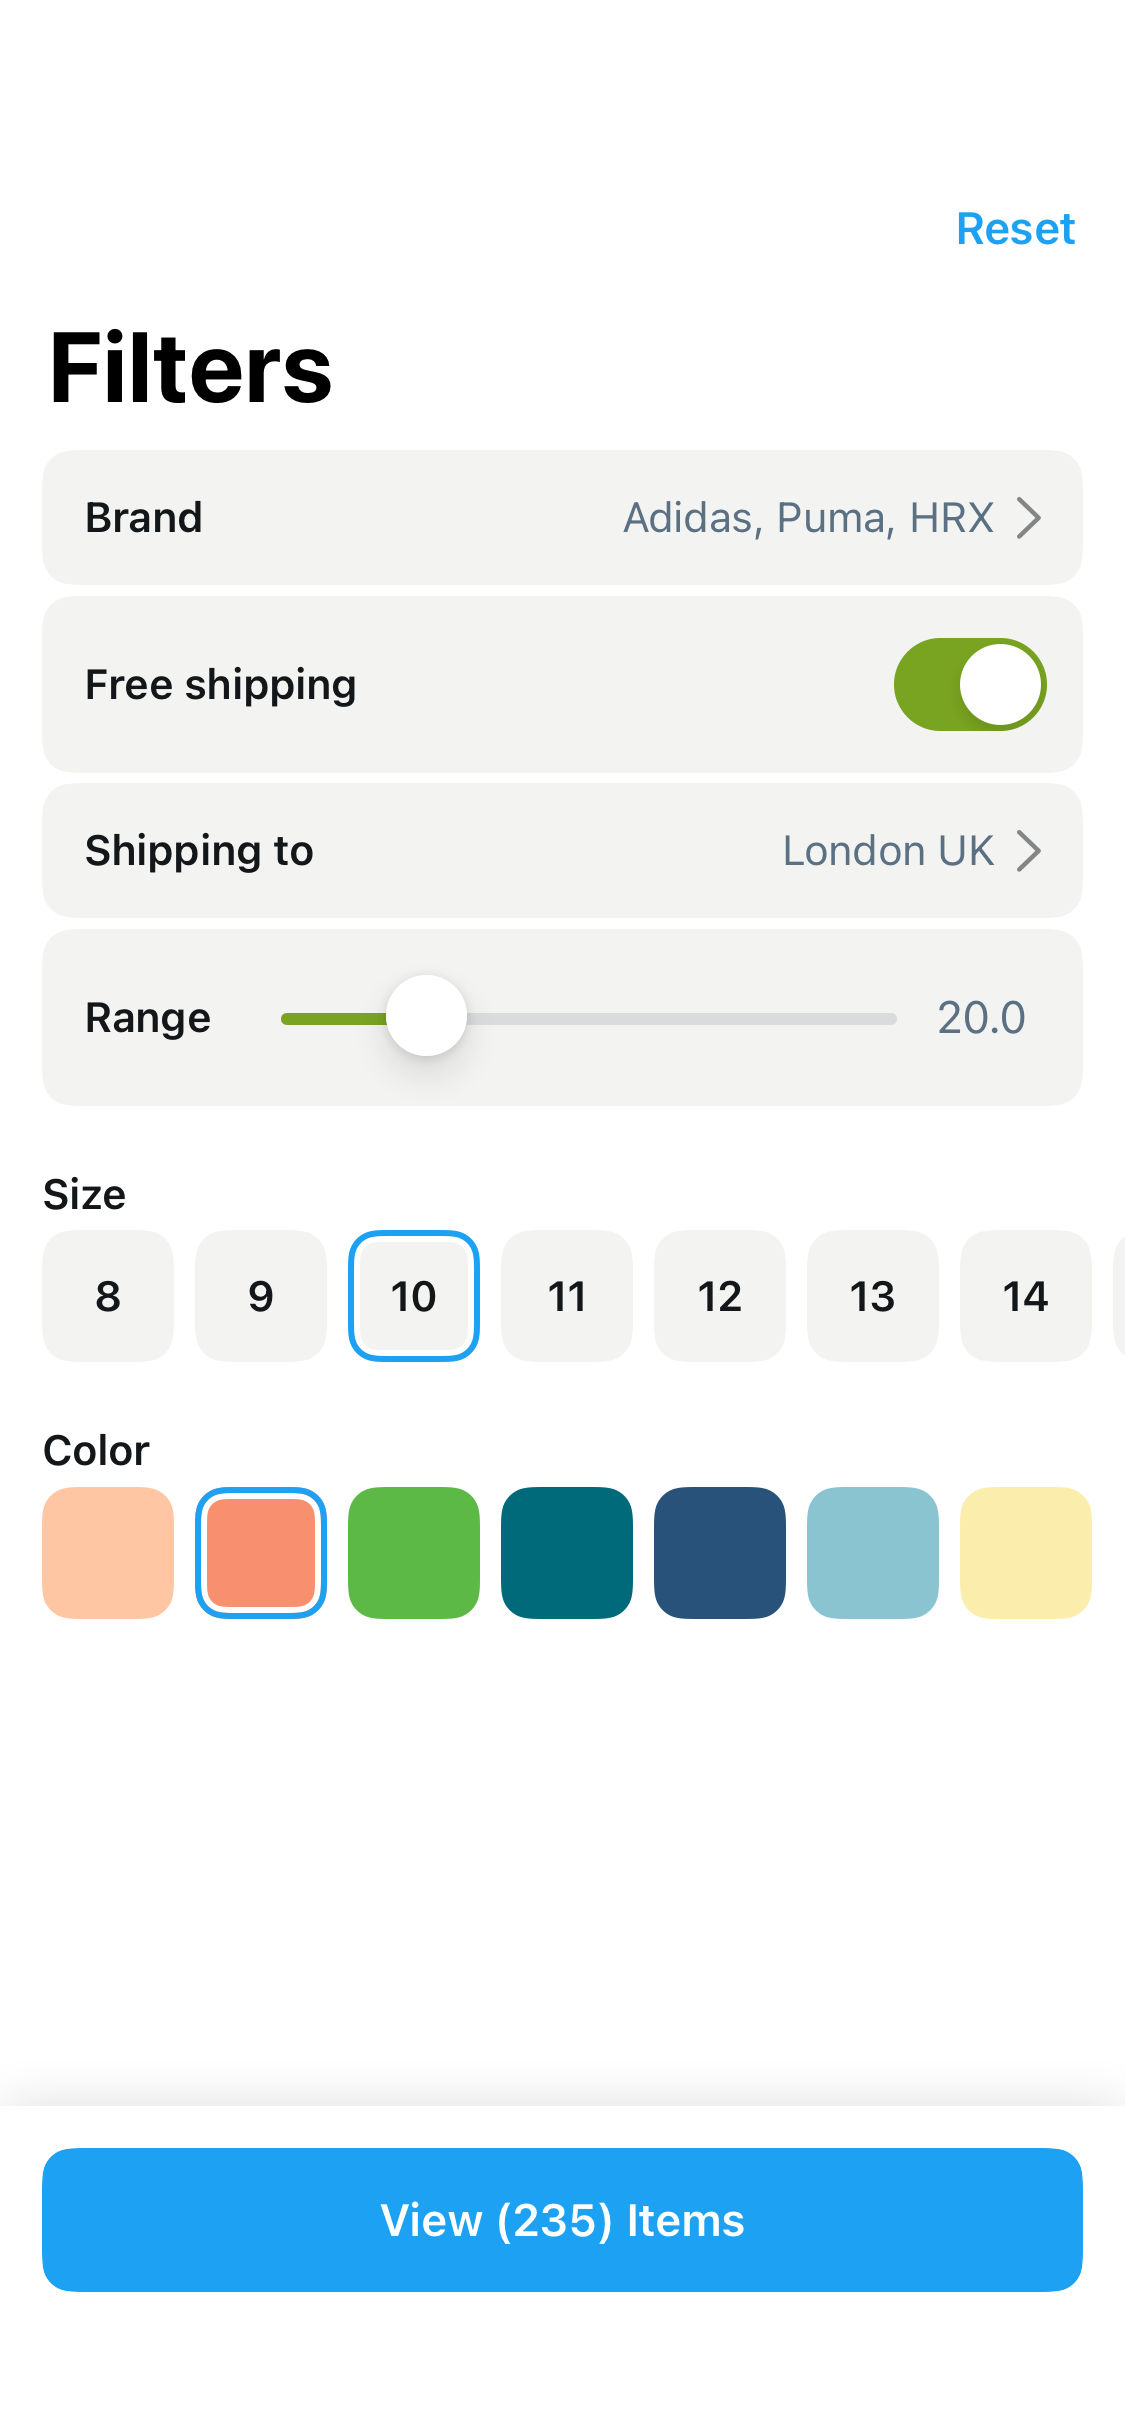 Reset
Filters
Brand Adidas, Puma, HRX
Free shipping
Shipping to London UK
Range 20.0
Size
8 9 10 11 12 13 14
Color
View (235) Items